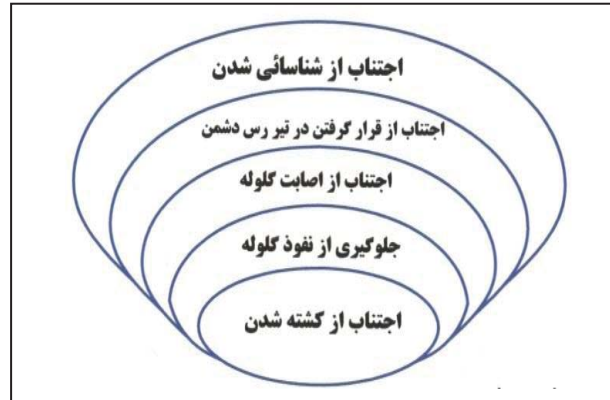 اجتناب از شناسائی شدن
اجتناب از قرار گرفتن در تیر رس دشمن
اجتناب از اصابت گلوله
جلوگیری از نفوذ گلوله
اجتناب از کشته شدن